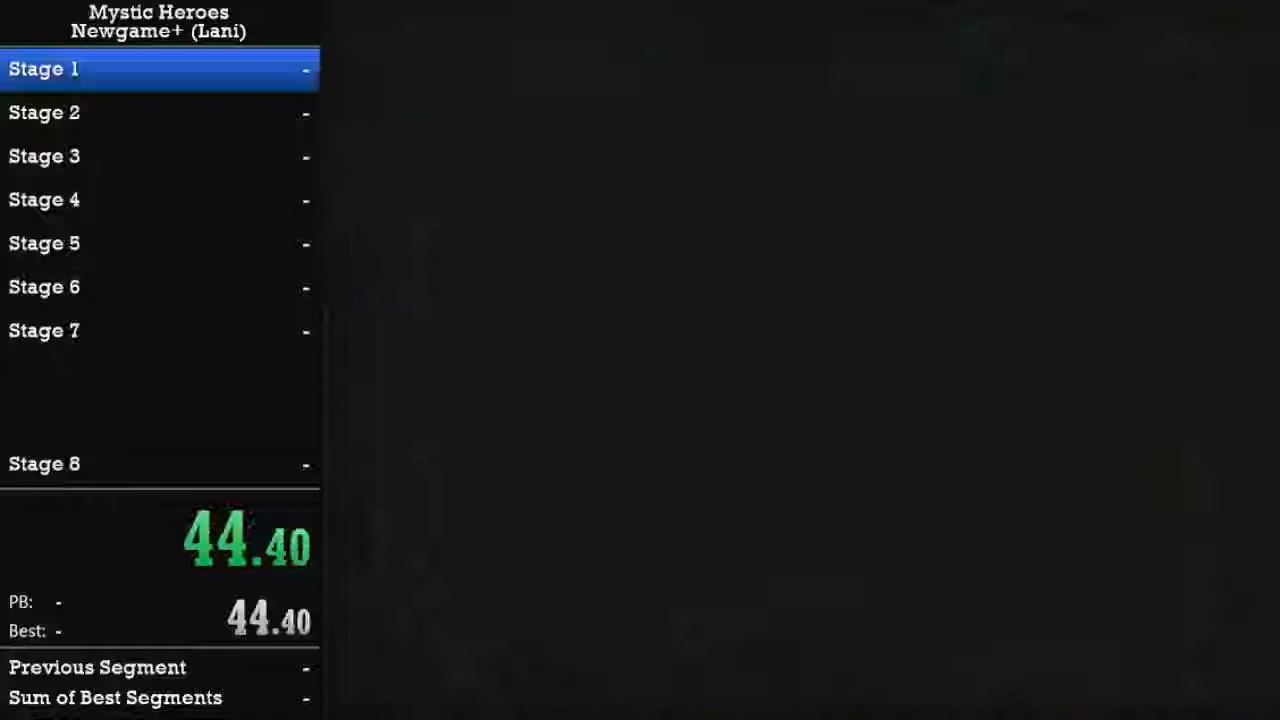 Mystic Heroes
Newgame+ (Lani)
Stage 1 -
Stage 2 -
Stage 3 -
Stage 4 -
Stage 5 -
Stage 6 -
Stage 7 -
Stage 8 -
44.40
PB: - 44.40
Best: -
Previous Segment -
Sum of Best Segments -